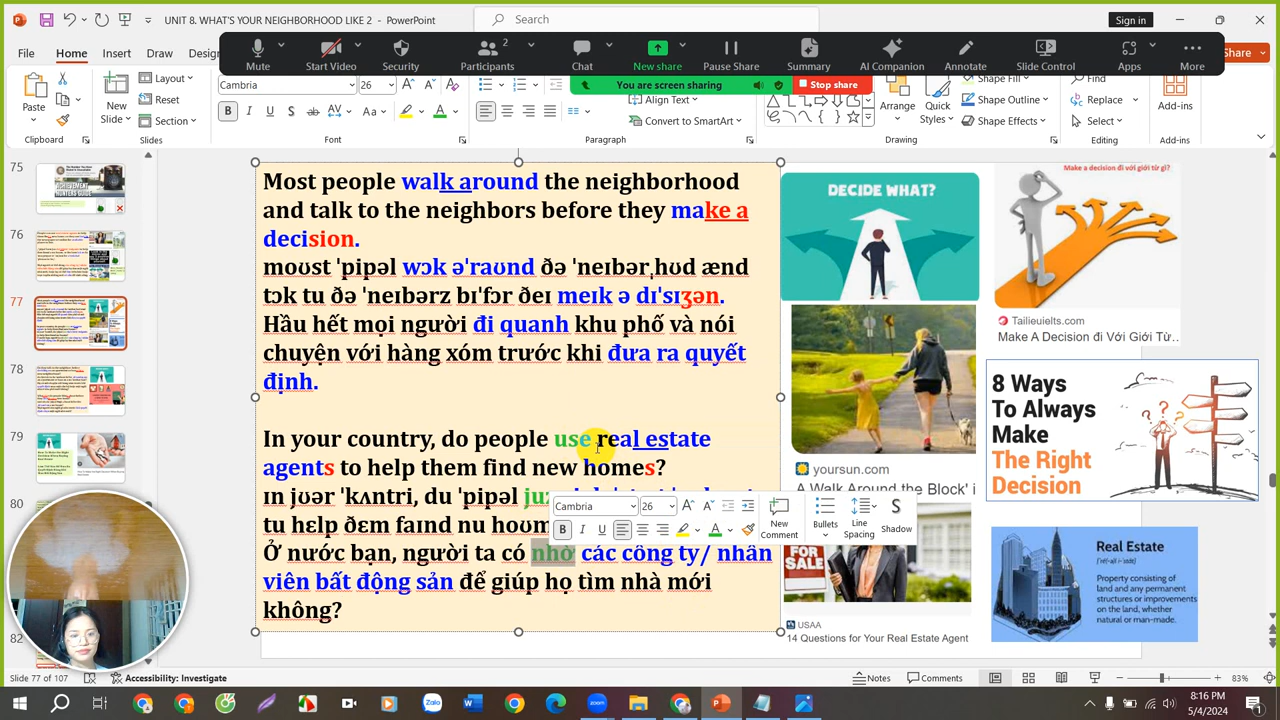 UNIT 8. WHAT'S YOUR NEIGHBORHOOD LIKE 2 - PowerPoint
Search
Sign in
File
Home
Insert
Draw
Desig
Mute
Start Video
Security
Participants
2
Chat
New share
Pause Share
Summary
AI Companion
Annotate
Slide Control
Apps
More
Share
You are screen sharing
Stop share
Paste
New
Slide
Layout
Reset
Section
Cambria
26
Align Text
Convert to SmartArt
Arrange
Quick
Styles
Shape Fill
Shape Outline
Shape Effects
Find
Replace
Select
Add-ins
Clipboard
Slides
Font
Paragraph
Drawing
Editing
Add-ins
75
76
77
78
79
80
82
Most people walk around the neighborhood
and talk to the neighbors before they make a
decision.
moʊst ˈpipəl wɔk əˈraʊnd ðə ˈneɪbərˌhʊd ænd
tɔk tu ðə ˈneɪbərz bɪˈfɔr ðeɪ meɪk ə dɪˈsɪʒən.
Hầu hết mọi người đi quanh khu phố và nói
chuyện với hàng xóm trước khi đưa ra quyết
định.
In your country, do people use real estate
agents to help them find new homes?
ɪn jʊər ˈkʌntri, du ˈpipəl
tu hɛlp ðɛm faɪnd nu
Ở nước bạn, người ta có nhờ các công ty/ nhân
viên bất động sản để giúp họ tìm nhà mới
không?
Cambria
26
New
Comment
Bullets
Line
Spacing
Shadow
DECIDE WHAT?
Make a decision đi với giới từ gì?
Tailieuielts.com
Make A Decision đi Với Giới Từ...
yoursun.com
A Walk Around the Block' i
8 Ways
To Always
Make
The Right
Decision
FOR
SALE
USAA
14 Questions for Your Real Estate Agent
Real Estate
Property consisting of
land and any permanent
structures or improvements
on the land, whether
natural or man-made.
Slide 77 of 107
Accessibility: Investigate
Notes
Comments
83%
8:16 PM
5/4/2024